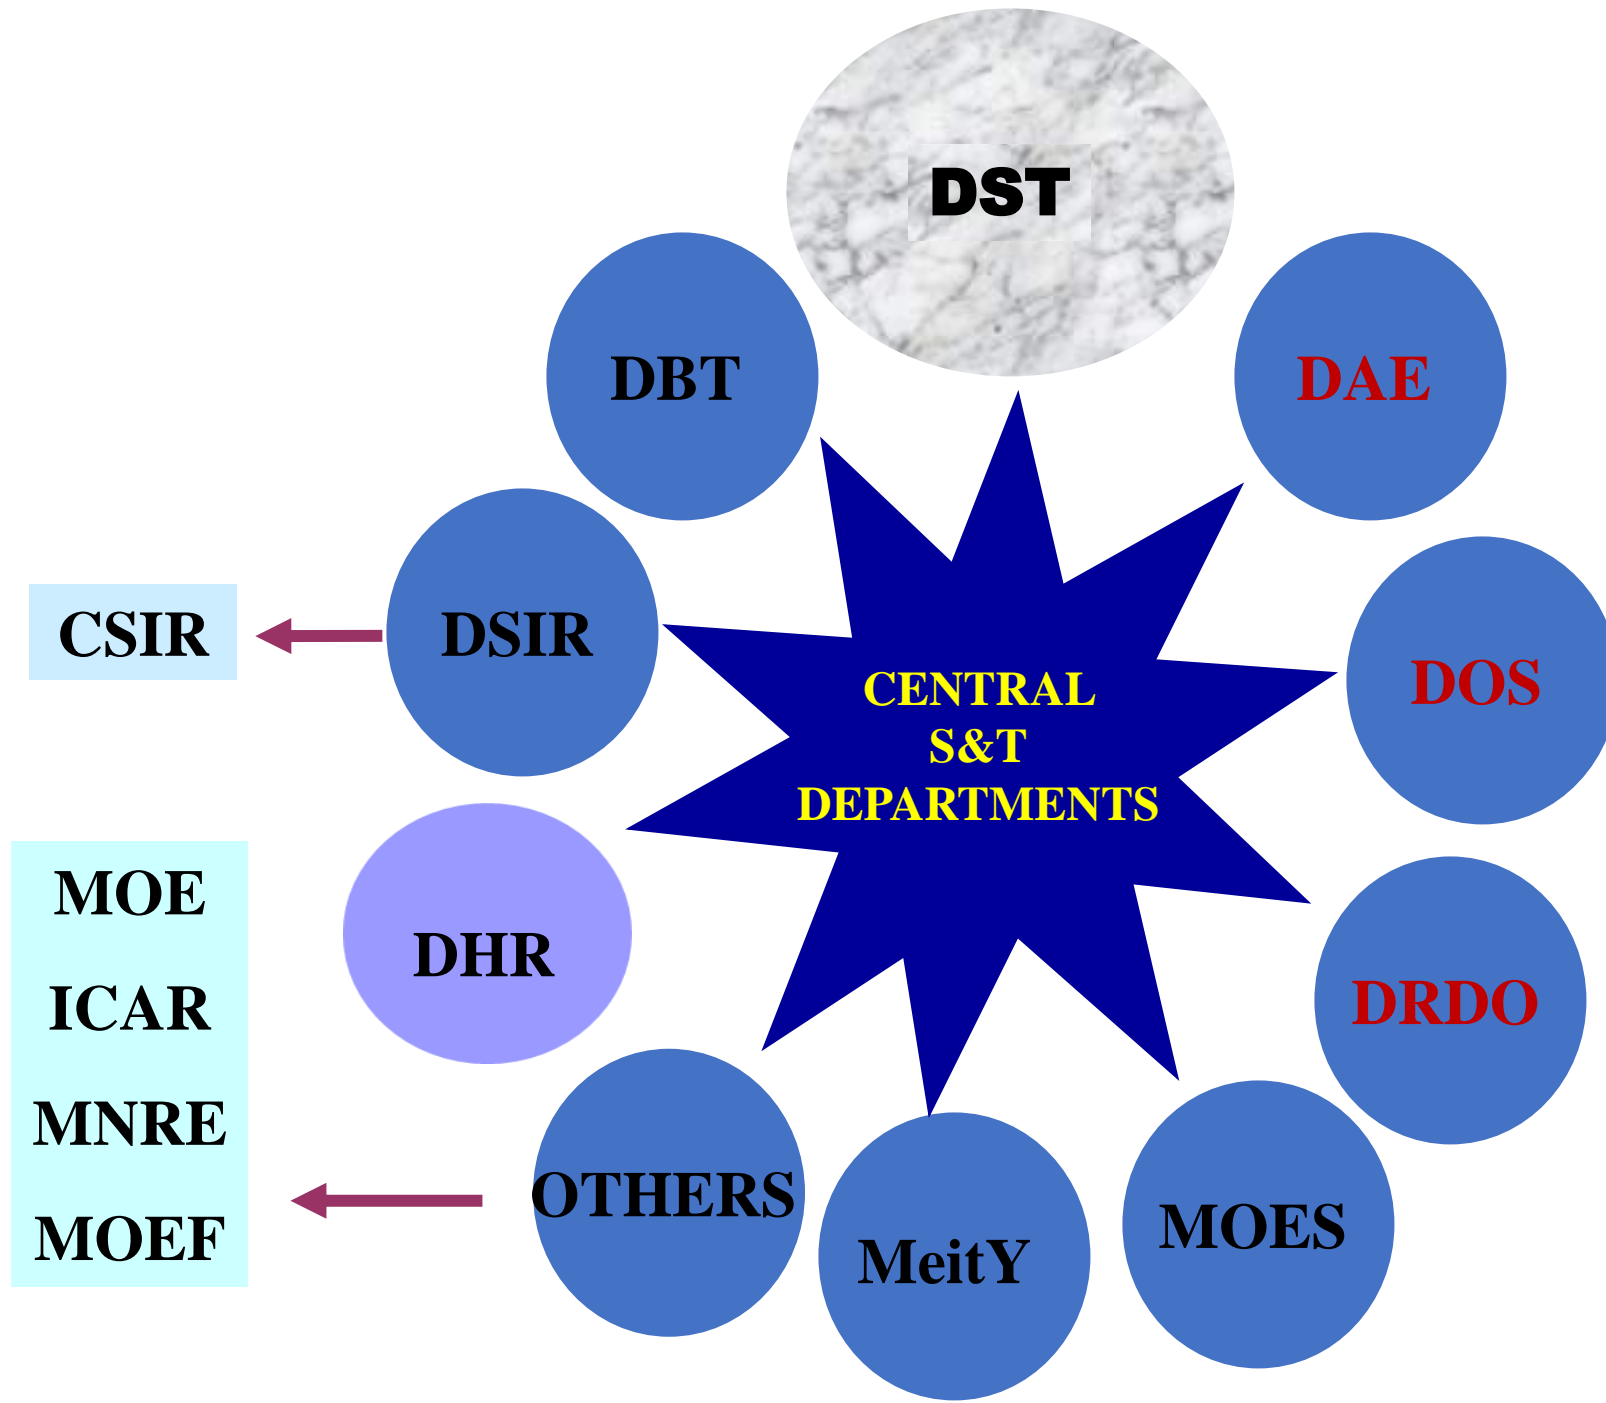 DST
DBT
DAE
CSIR
DSIR
DOS
CENTRAL
S&T
DEPARTMENTS
MOE
ICAR
MNRE
MOEF
DHR
DRDO
OTHERS
MeitY
MOES